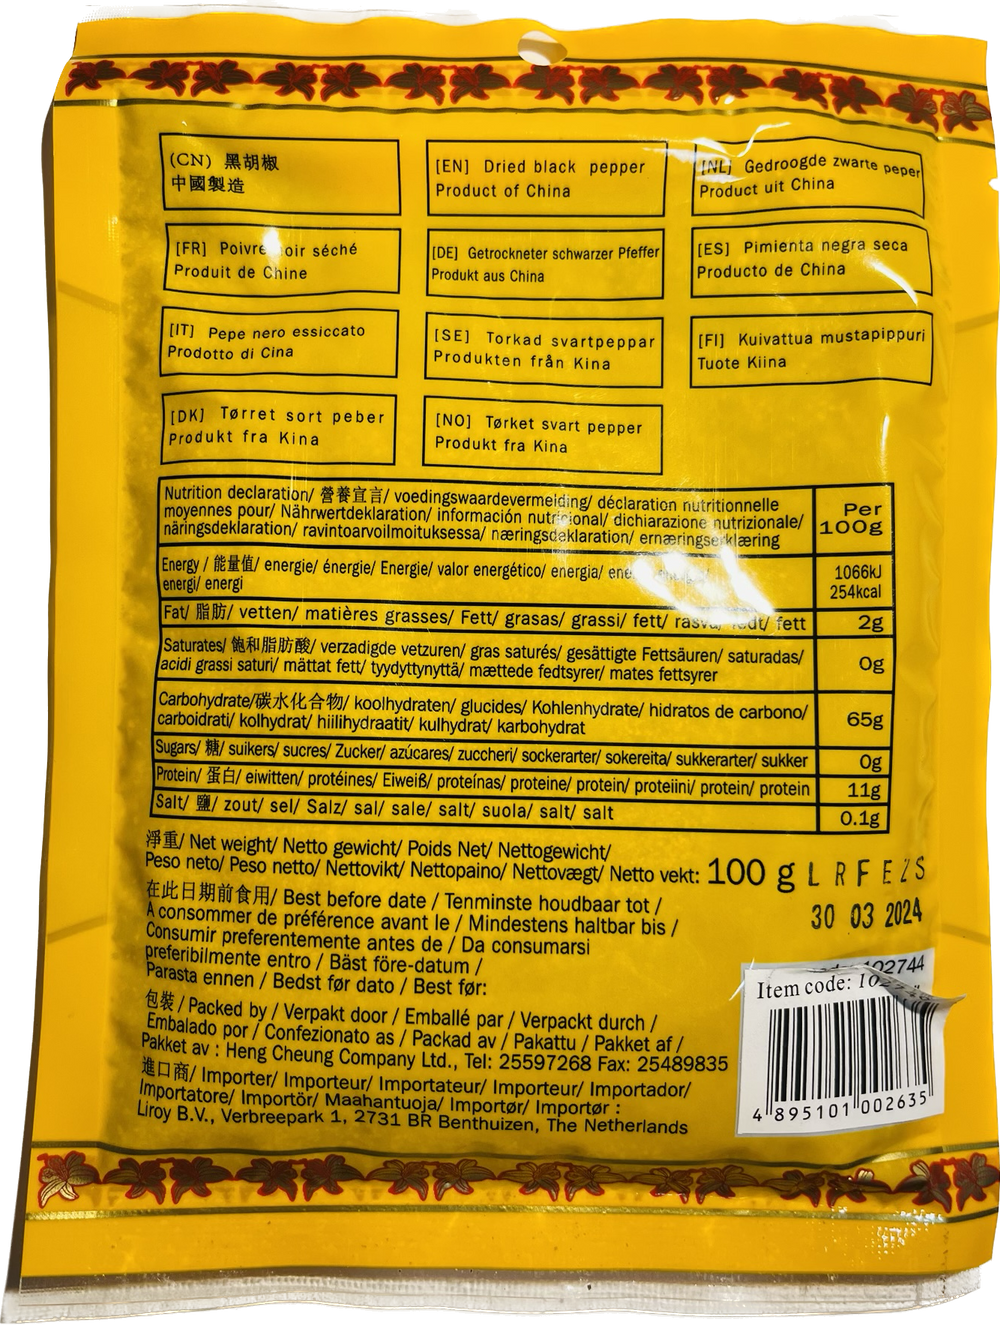 (CN) 黑胡椒
中國製造
[EN] Dried black pepper
Product of China
[NL] Gedroogde zwarte peper
Product uit China
[FR] Poivre noir séché
Produit de Chine
[DE] Getrockneter schwarzer Pfeffer
Produkt aus China
[ES] Pimienta negra seca
Producto de China
[IT] Pepe nero essiccato
Prodotto di Cina
[SE] Torkad svartpeppar
Produkten från Kina
[FI] Kuivattua mustapippuri
Tuote Kiina
[DK] Tørret sort peber
Produkt fra Kina
[NO] Tørket svart pepper
Produkt fra Kina
Nutrition declaration/ 營養宣言/ voedingswaardevermelding/ déclaration nutritionnelle
moyennes pour/ Nährwertdeklaration/ información nutricional/ dichiarazione nutrizionale/
näringsdeklaration/ ravintoarvoilmoituksessa/ næringsdeklaration/ ernæringserklæring
Per
100g
Energy / 能量值/ energie/ énergie/ Energie/ valor energético/ energia/
energi/ energi
1066kJ
254kcal
Fat/ 脂肪/ vetten/ matières grasses/ Fett/ grasas/ grassi/ fett/ rasva/ fedt/ fett
2g
Saturates/ 飽和脂肪酸/ verzadigde vetzuren/ gras saturés/ gesättigte Fettsäuren/ saturadas/
acidi grassi saturi/ mättat fett/ tyydyttynyttä/ mættede fedtsyrer/ mates fettsyrer
0g
Carbohydrate/碳水化合物/ koolhydraten/ glucides/ Kohlenhydrate/ hidratos de carbono/
carboidrati/ kolhydrat/ hiilihydraatit/ kulhydrat/ karbohydrat
65g
Sugars/ 糖/ suikers/ sucres/ Zucker/ azúcares/ zuccheri/ sockerarter/ sokereita/ sukkerarter/ sukker
0g
Protein/ 蛋白/ eiwitten/ protéines/ Eiweiß/ proteínas/ proteine/ protein/ proteiini/ protein/ protein
11g
Salt/ 鹽/ zout/ sel/ Salz/ sal/ sale/ salt/ suola/ salt/ salt
0.1g
淨重/ Net weight/ Netto gewicht/ Poids Net/ Nettogewicht/
Peso neto/ Peso netto/ Nettovikt/ Nettopaino/ Nettovægt/ Netto vekt: 100 g
L R F E Z S
30 03 2024
在此日期前食用/ Best before date / Tenminste houdbaar tot /
A consommer de préférence avant le / Mindestens haltbar bis /
Consumir preferentemente antes de / Da consumarsi
preferibilmente entro / Bäst före-datum /
Parasta ennen / Bedst før dato / Best før:
包裝 / Packed by / Verpakt door / Emballé par / Verpackt durch /
Embalado por / Confezionato as / Packad av / Pakattu / Pakket af /
Pakket av : Heng Cheung Company Ltd., Tel: 25597268 Fax: 25489835
進口商/ Importer/ Importeur/ Importateur/ Importeur/ Importador/
Importatore/ Importör/ Maahantuoja/ Importør/ Importør :
Liroy B.V., Verbreepark 1, 2731 BR Benthuizen, The Netherlands
102744
Item code:
4 895101 002635